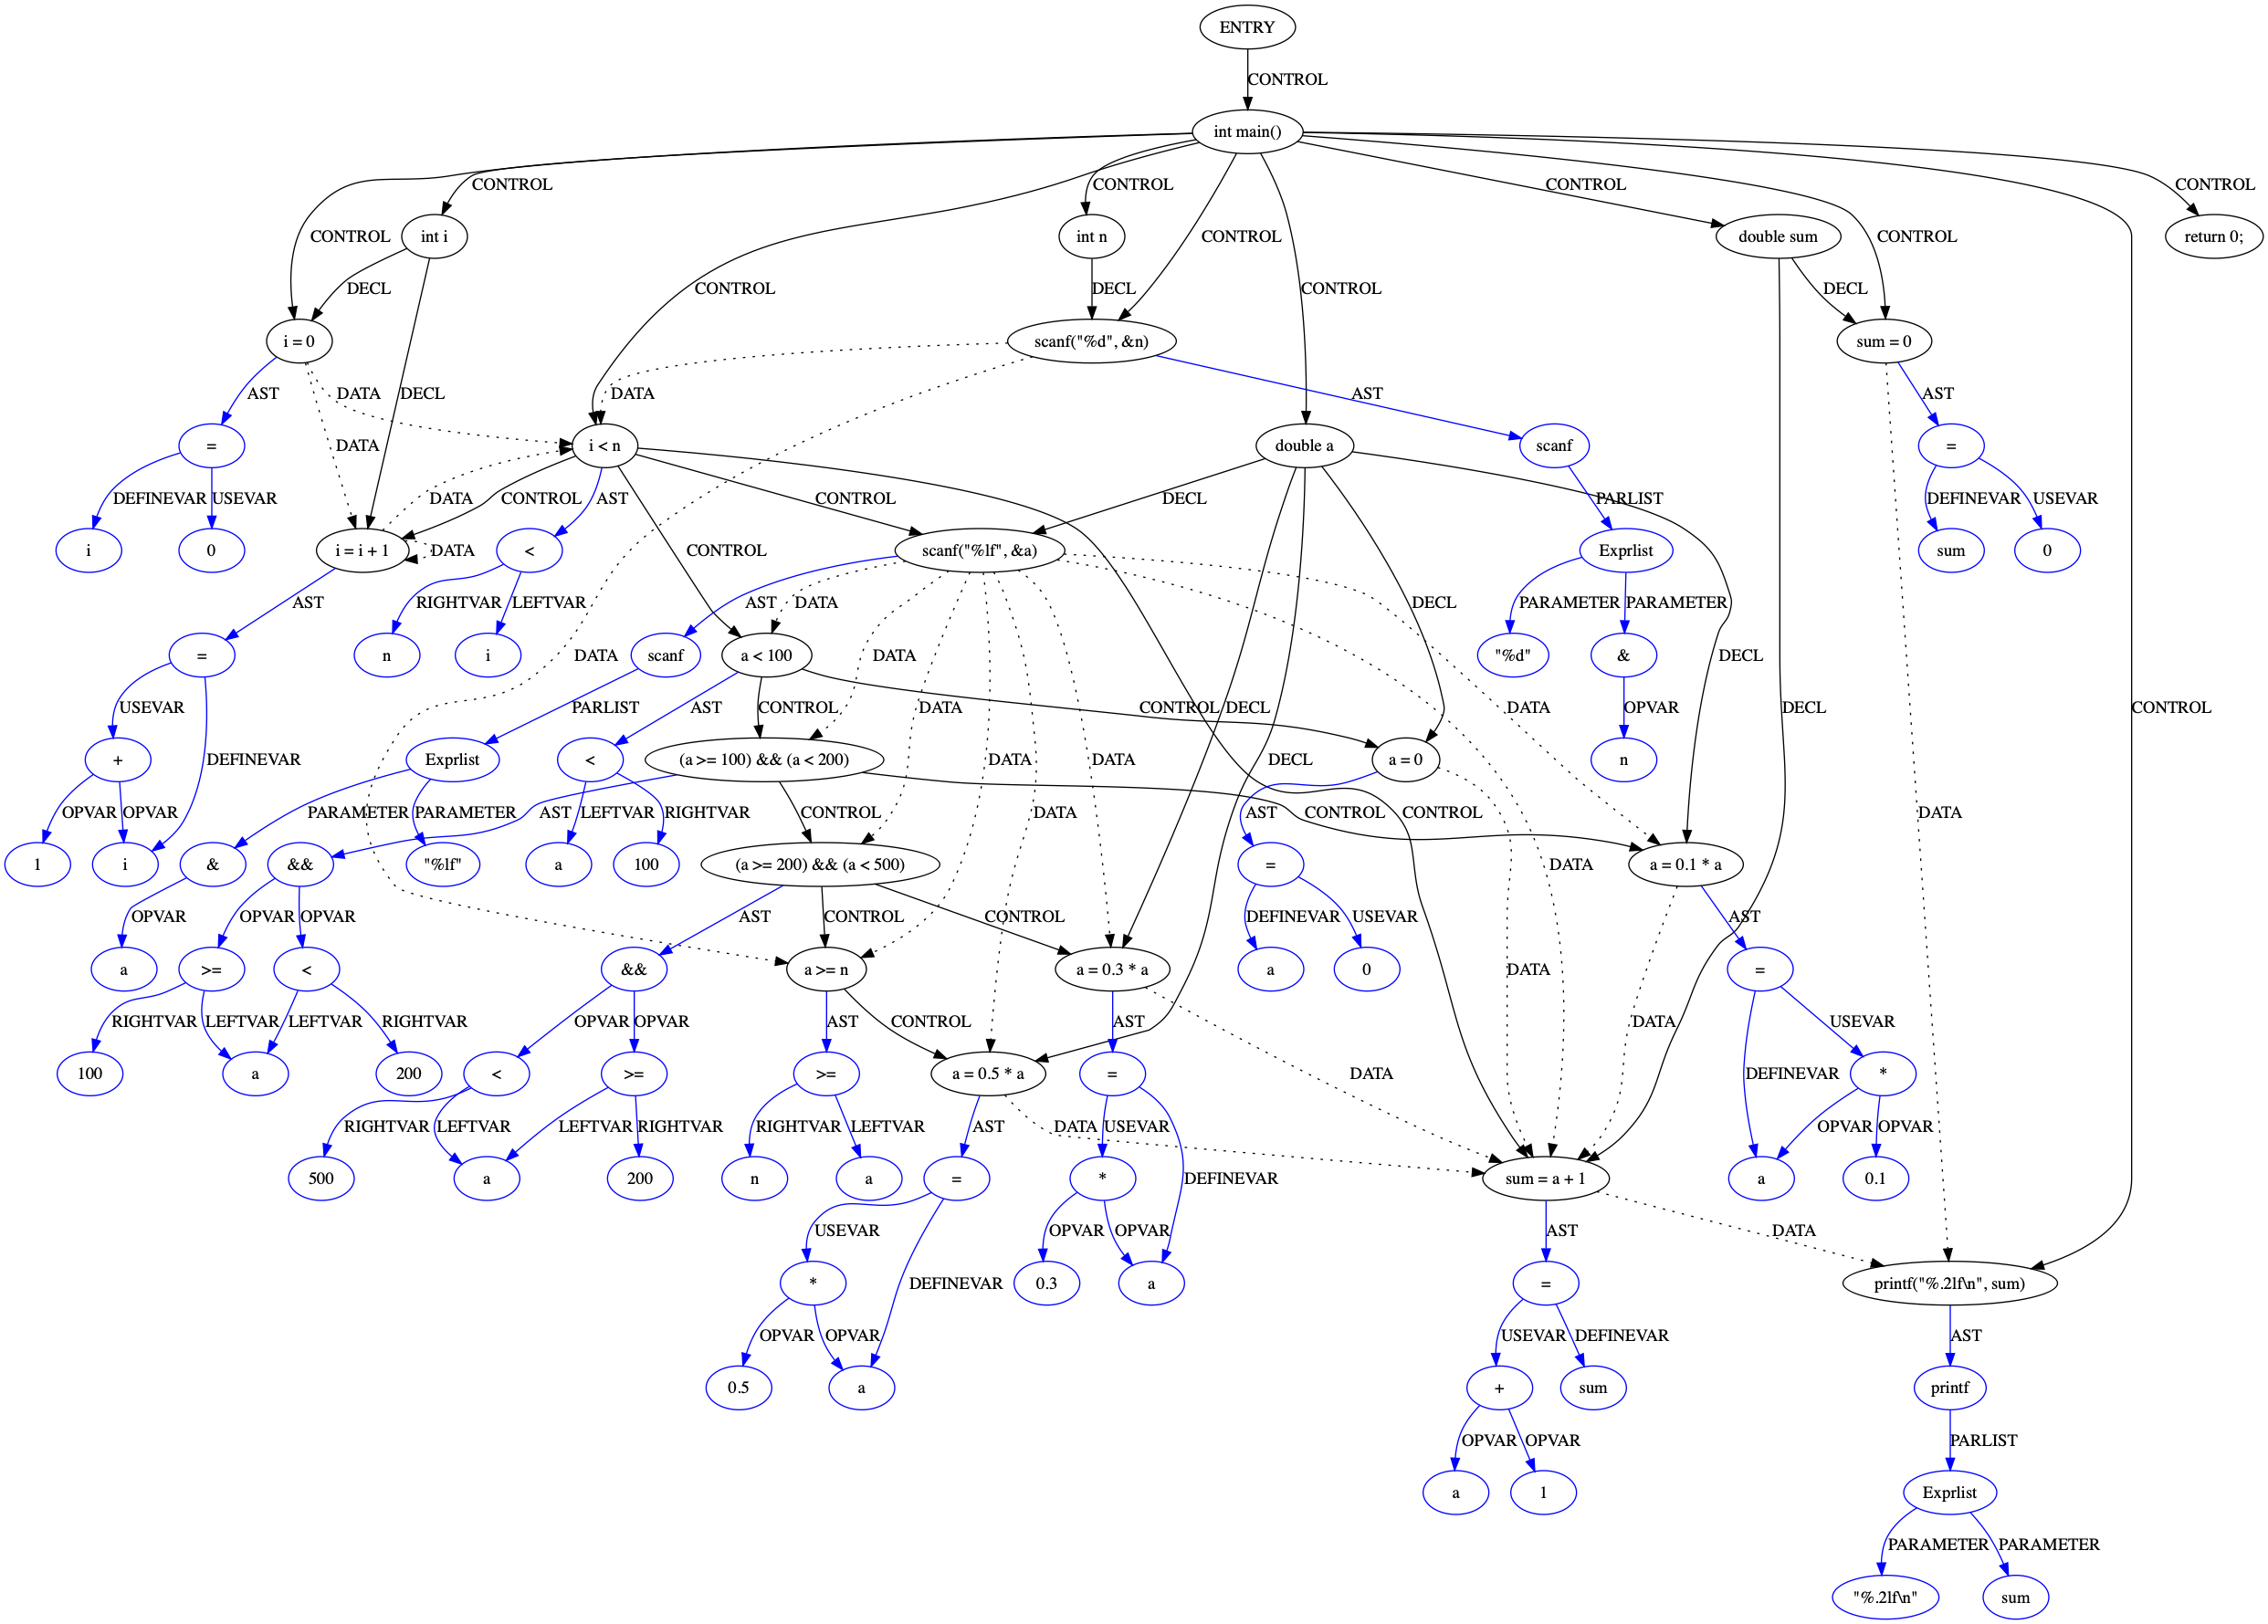 ENTRY
CONTROL
int main()
CONTROL
CONTROL
CONTROL
CONTROL
CONTROL
int i
int n
double sum
return 0;
CONTROL
CONTROL
CONTROL
DECL
CONTROL
DECL
CONTROL
DECL
i = 0
scanf("%d", &n)
sum = 0
AST
DATA
DECL
DATA
AST
AST
=
DATA
i < n
double a
scanf
=
DEFINEVAR
USEVAR
DATA
CONTROL
AST
CONTROL
DECL
PARLIST
DEFINEVAR
USEVAR
i
0
i = i + 1
DATA
<
scanf("%lf", &a)
Exprlist
sum
0
AST
RIGHTVAR
LEFTVAR
CONTROL
AST
DATA
DECL
PARAMETER
PARAMETER
=
n
i
DATA
scanf
a < 100
DATA
"%d"
&
DECL
USEVAR
PARLIST
AST
CONTROL
DATA
CONTROL
DECL
DATA
OPVAR
DECL
CONTROL
+
DEFINEVAR
Exprlist
<
(a >= 100) && (a < 200)
DATA
DATA
DECL
a = 0
n
OPVAR
OPVAR
PARAMETER
PARAMETER
AST
LEFTVAR
RIGHTVAR
CONTROL
DATA
AST
CONTROL
CONTROL
DATA
1
i
&
&&
"%lf"
a
100
(a >= 200) && (a < 500)
=
DATA
a = 0.1 * a
OPVAR
OPVAR
OPVAR
AST
CONTROL
CONTROL
DEFINEVAR
USEVAR
AST
a
>=
<
&&
a >= n
a = 0.3 * a
a
0
DATA
=
RIGHTVAR
LEFTVAR
LEFTVAR
RIGHTVAR
OPVAR
OPVAR
AST
CONTROL
AST
DATA
USEVAR
100
a
200
<
>=
>=
a = 0.5 * a
=
DATA
DEFINEVAR
*
RIGHTVAR
LEFTVAR
LEFTVAR
RIGHTVAR
RIGHTVAR
LEFTVAR
AST
DATA
USEVAR
OPVAR
OPVAR
500
a
200
n
a
=
*
DEFINEVAR
sum = a + 1
a
0.1
USEVAR
OPVAR
OPVAR
AST
DATA
*
DEFINEVAR
0.3
a
=
printf("%.2lf\n", sum)
OPVAR
OPVAR
USEVAR
DEFINEVAR
AST
0.5
a
+
sum
printf
OPVAR
OPVAR
PARLIST
a
1
Exprlist
PARAMETER
PARAMETER
"%.2lf\n"
sum